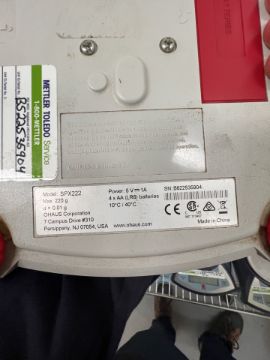 METTLER TOLEDO
Service
1-800-METTLER
B522535904
Model: SPX222
Max: 220 g
d = 0.01 g
OHAUS Corporation
7 Campus Drive #310
Parsippany, NJ 07054, USA
Power: 6 V⎓1A
4 x AA (LR6) batteries
10°C / 40°C
www.ohaus.com
SN: B522535904
Made in China